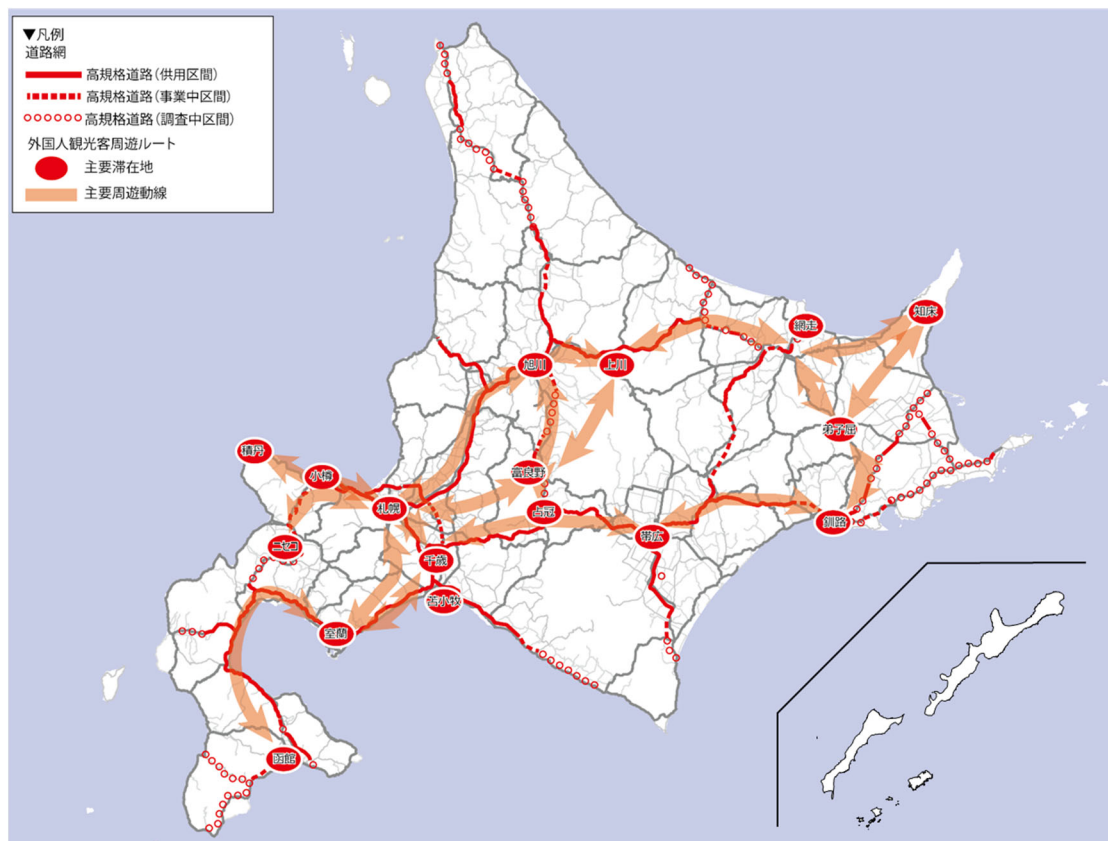 ▼凡例
道路網
高規格道路(供用区間)
高規格道路(事業中区間)
高規格道路(調査中区間)
外国人観光客周遊ルート
主要滞在地
主要周遊動線
知床
網走
旭川
上川
弟子屈
積丹
小樽
富良野
札幌
占冠
釧路
帯広
ニセコ
千歳
苫小牧
室蘭
函館